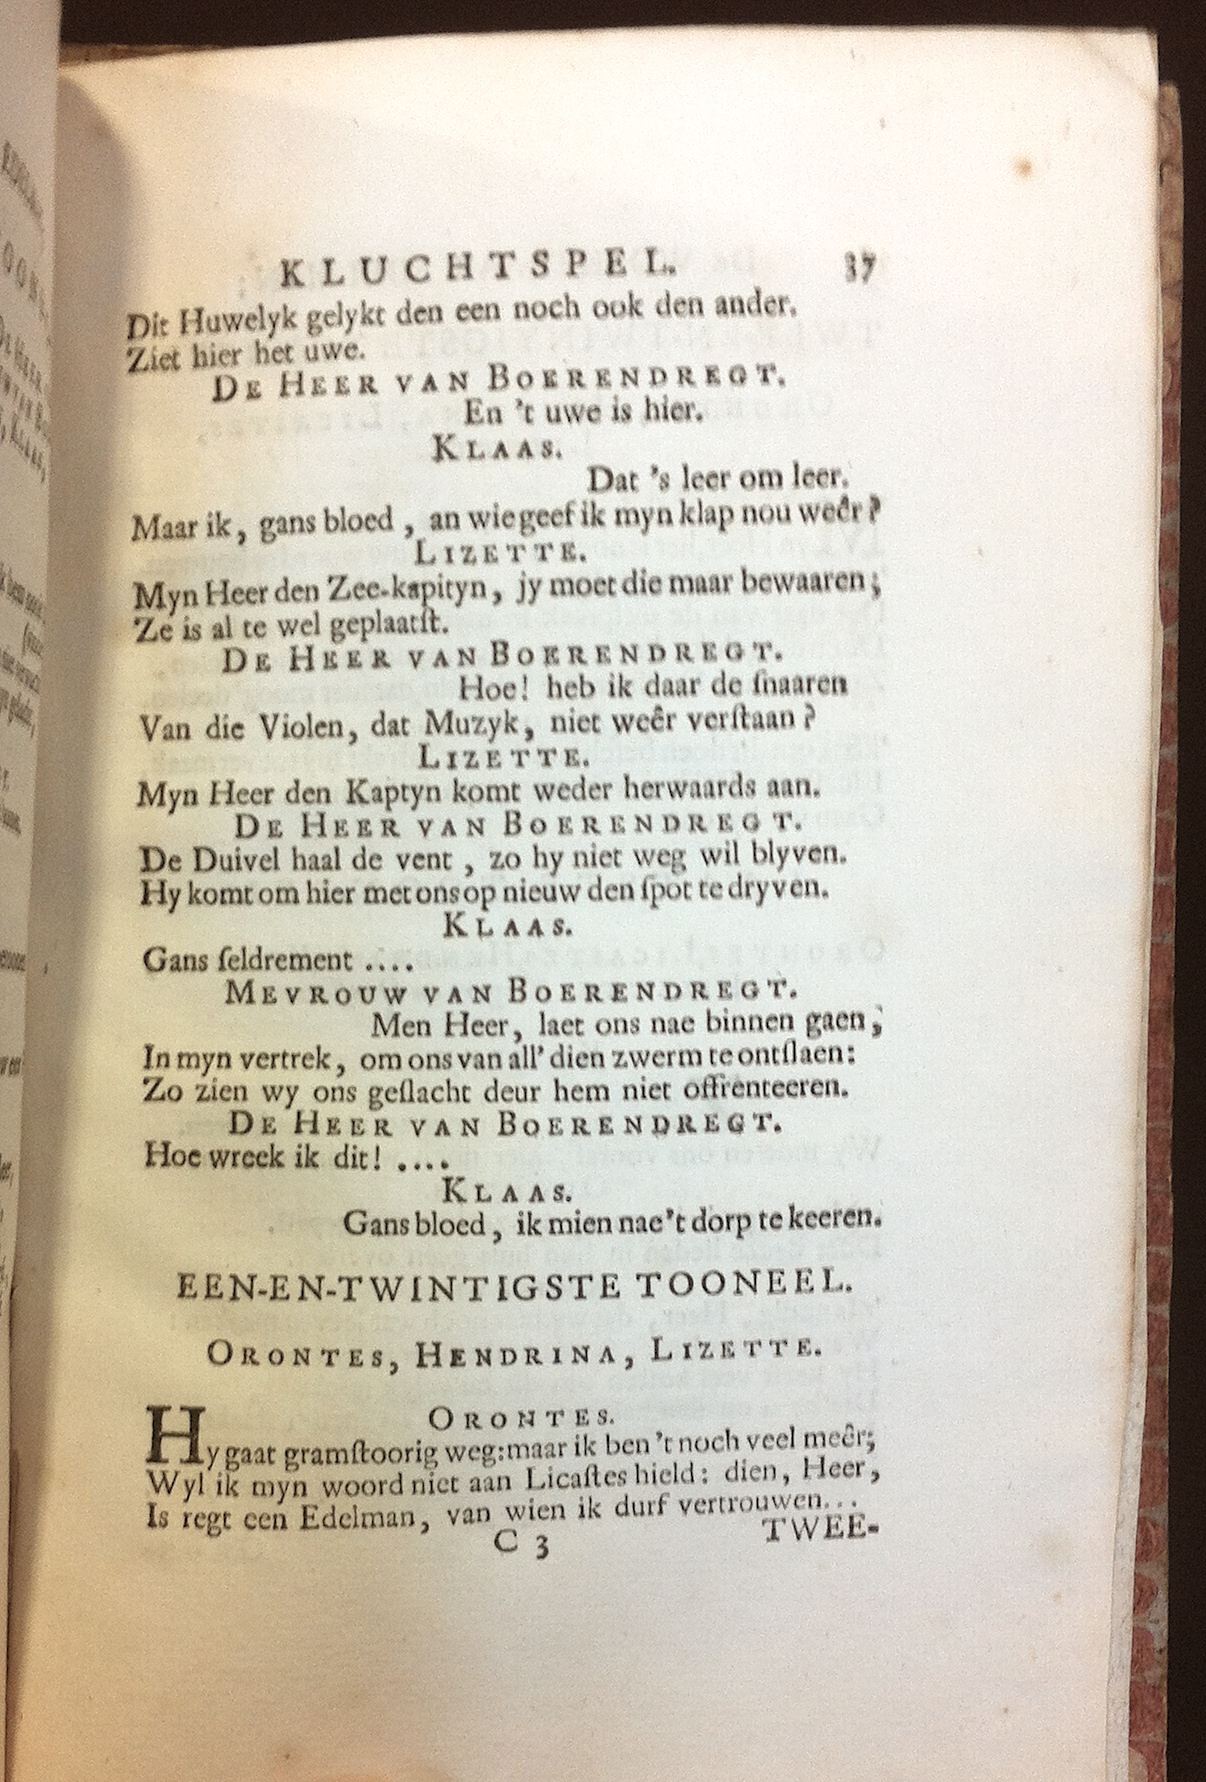 KLUCHTSPEL. 37
Dit Huwelyk gelykt den een noch ook den ander.
Ziet hier het uwe.
DE HEER VAN BOERENDREGT.
En 't uwe is hier.
KLAAS.
Dat 's leer om leer.
Maar ik, gans bloed, an wie geef ik myn klap nou weêr?
LIZETTE.
Myn Heer den Zee-kapityn, jy moet die maar bewaaren;
Ze is al te wel geplaatſt.
DE HEER VAN BOERENDREGT.
Hoe! heb ik daar de ſnaaren
Van die Violen, dat Muzyk, niet weêr verſtaan?
LIZETTE.
Myn Heer den Kaptyn komt weder herwaards aan.
DE HEER VAN BOERENDREGT.
De Duivel haal de vent, zo hy niet weg wil blyven.
Hy komt om hier met ons op nieuw den ſpot te dryven.
KLAAS.
Gans ſeldrement ....
MEVROUW VAN BOERENDREGT.
Men Heer, laet ons nae binnen gaen;
In myn vertrek, om ons van all' dien zwerm te ontſlaen:
Zo zien wy ons geſlacht deur hem niet offrenteeren.
DE HEER VAN BOERENDREGT.
Hoe wreek ik dit! ....
KLAAS.
Gans bloed, ik mien nae 't dorp te keeren.
EEN-EN-TWINTIGSTE TOONEEL.
ORONTES, HENDRINA, LIZETTE.
ORONTES.
Hy gaat gramſtoorig weg: maar ik ben 't noch veel meêr;
Wyl ik myn woord niet aan Licaſtes hield: dien, Heer,
Is regt een Edelman, van wien ik durf vertrouwen...
C 3 TWEE-